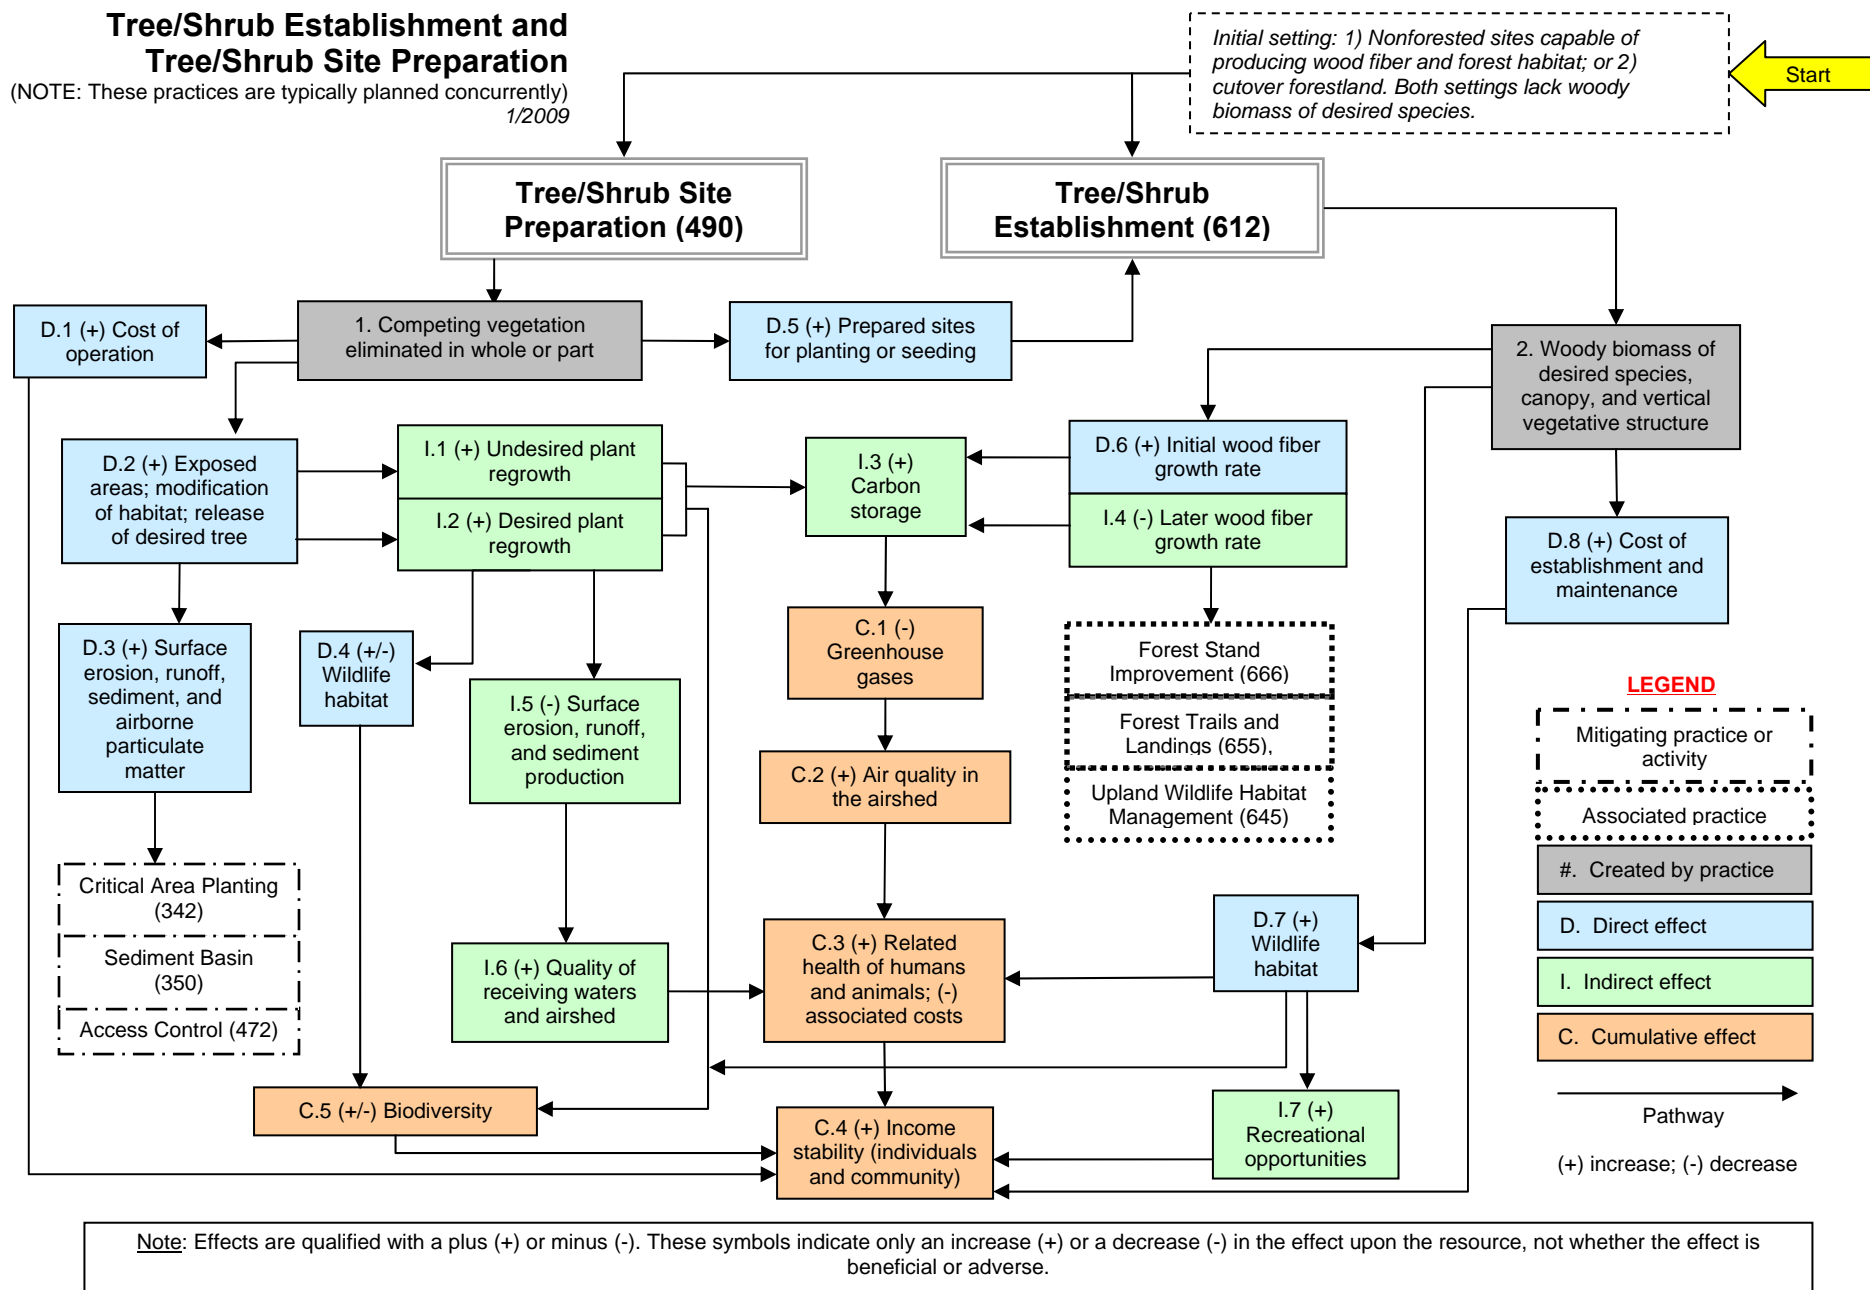 Tree/Shrub Establishment and
Tree/Shrub Site Preparation
(NOTE: These practices are typically planned concurrently)
1/2009
Initial setting: 1) Nonforested sites capable of
producing wood fiber and forest habitat; or 2)
cutover forestland. Both settings lack woody
biomass of desired species.
Start
Tree/Shrub Site
Preparation (490)
Tree/Shrub
Establishment (612)
D.1 (+) Cost of
operation
1. Competing vegetation
eliminated in whole or part
D.5 (+) Prepared sites
for planting or seeding
2. Woody biomass of
desired species,
canopy, and vertical
vegetative structure
D.2 (+) Exposed
areas; modification
of habitat; release
of desired tree
I.1 (+) Undesired plant
regrowth
I.2 (+) Desired plant
regrowth
I.3 (+)
Carbon
storage
D.6 (+) Initial wood fiber
growth rate
I.4 (-) Later wood fiber
growth rate
D.8 (+) Cost of
establishment and
maintenance
D.3 (+) Surface
erosion, runoff,
sediment, and
airborne
particulate
matter
D.4 (+/-)
Wildlife
habitat
I.5 (-) Surface
erosion, runoff,
and sediment
production
C.1 (-)
Greenhouse
gases
Forest Stand
Improvement (666)
Forest Trails and
Landings (655),
Upland Wildlife Habitat
Management (645)
C.2 (+) Air quality in
the airshed
Critical Area Planting
(342)
Sediment Basin
(350)
Access Control (472)
I.6 (+) Quality of
receiving waters
and airshed
C.3 (+) Related
health of humans
and animals; (-)
associated costs
D.7 (+)
Wildlife
habitat
C.5 (+/-) Biodiversity
C.4 (+) Income
stability (individuals
and community)
I.7 (+)
Recreational
opportunities
LEGEND
Mitigating practice or
activity
Associated practice
#. Created by practice
D. Direct effect
I. Indirect effect
C. Cumulative effect
Pathway
(+) increase; (-) decrease
Note: Effects are qualified with a plus (+) or minus (-). These symbols indicate only an increase (+) or a decrease (-) in the effect upon the resource, not whether the effect is
beneficial or adverse.